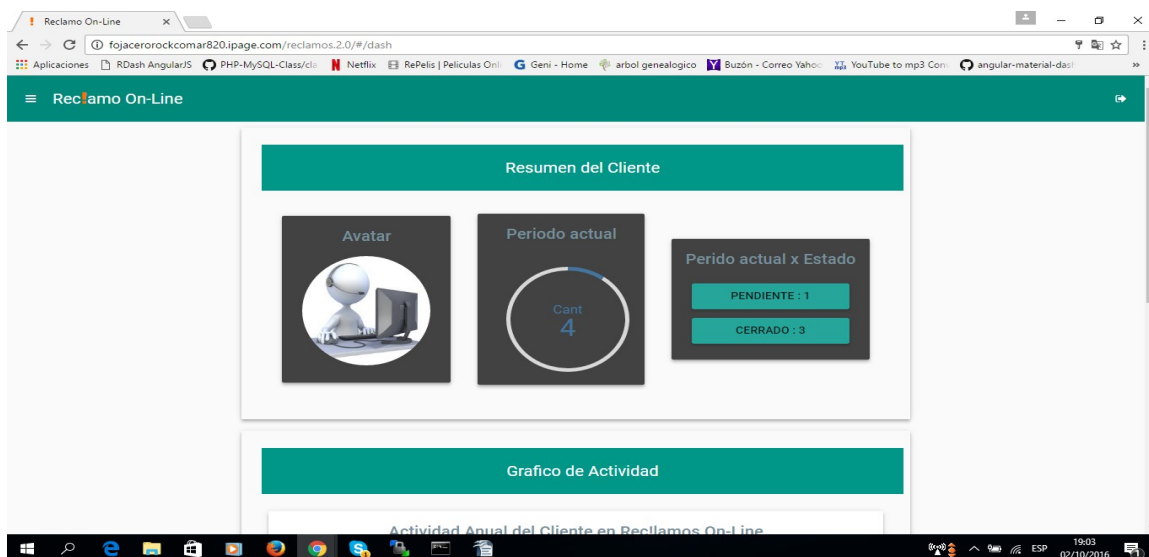 Reclamo On-Line
fojacerorockcomar820.ipage.com/reclamos.2.0/#/dash
Aplicaciones RDash AngularJS PHP-MySQL-Class/cla Netflix RePelis | Peliculas Onli Geni - Home arbol genealogico Buzón - Correo Yahoo YouTube to mp3 Conv angular-material-dash
Rec!amo On-Line
Resumen del Cliente
Avatar
Periodo actual
Cant
4
Perido actual x Estado
PENDIENTE : 1
CERRADO : 3
Grafico de Actividad
Actividad Anual del Cliente en Rec!lamos On-Line
ESP
19:03
02/10/2016